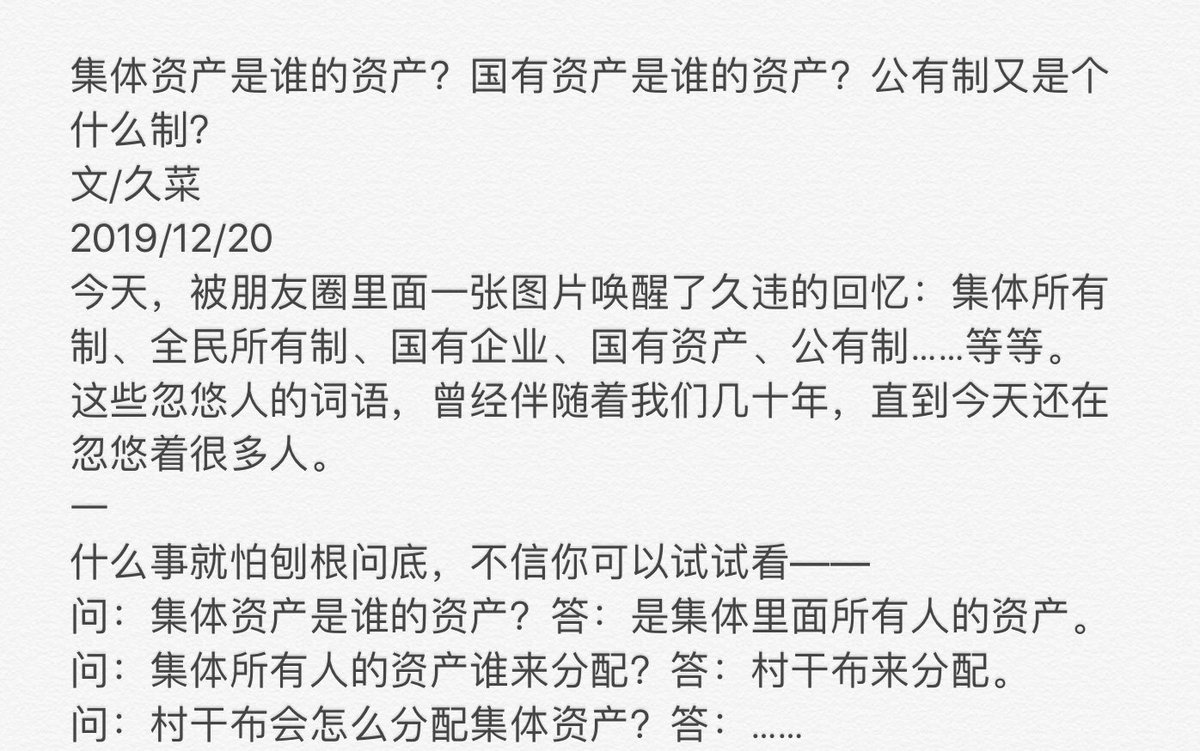 集体资产是谁的资产？国有资产是谁的资产？公有制又是个
什么制？
文/久菜
2019/12/20
今天，被朋友圈里面一张图片唤醒了久违的回忆：集体所有
制、全民所有制、国有企业、国有资产、公有制……等等。
这些忽悠人的词语，曾经伴随着我们几十年，直到今天还在
忽悠着很多人。
一
什么事就怕刨根问底，不信你可以试试看——
问：集体资产是谁的资产？答：是集体里面所有人的资产。
问：集体所有人的资产谁来分配？答：村干布来分配。
问：村干布会怎么分配集体资产？答：……